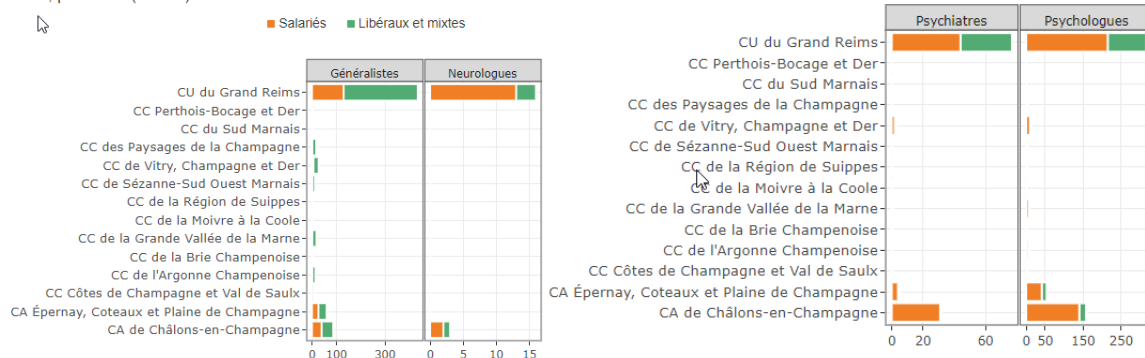 Salariés Libéraux et mixtes
Généralistes Neurologues
CU du Grand Reims
CC Perthois-Bocage et Der
CC du Sud Marnais
CC des Paysages de la Champagne
CC de Vitry, Champagne et Der
CC de Sézanne-Sud Ouest Marnais
CC de la Région de Suippes
CC de la Moivre à la Coole
CC de la Grande Vallée de la Marne
CC de la Brie Champenoise
CC de l'Argonne Champenoise
CC Côtes de Champagne et Val de Saulx
CA Épernay, Coteaux et Plaine de Champagne
CA de Châlons-en-Champagne
0 100 300 0 5 10 15
Psychiatres Psychologues
CU du Grand Reims
CC Perthois-Bocage et Der
CC du Sud Marnais
CC des Paysages de la Champagne
CC de Vitry, Champagne et Der
CC de Sézanne-Sud Ouest Marnais
CC de la Région de Suippes
CC de la Moivre à la Coole
CC de la Grande Vallée de la Marne
CC de la Brie Champenoise
CC de l'Argonne Champenoise
CC Côtes de Champagne et Val de Saulx
CA Épernay, Coteaux et Plaine de Champagne
CA de Châlons-en-Champagne
0 20 60 0 50 150 250